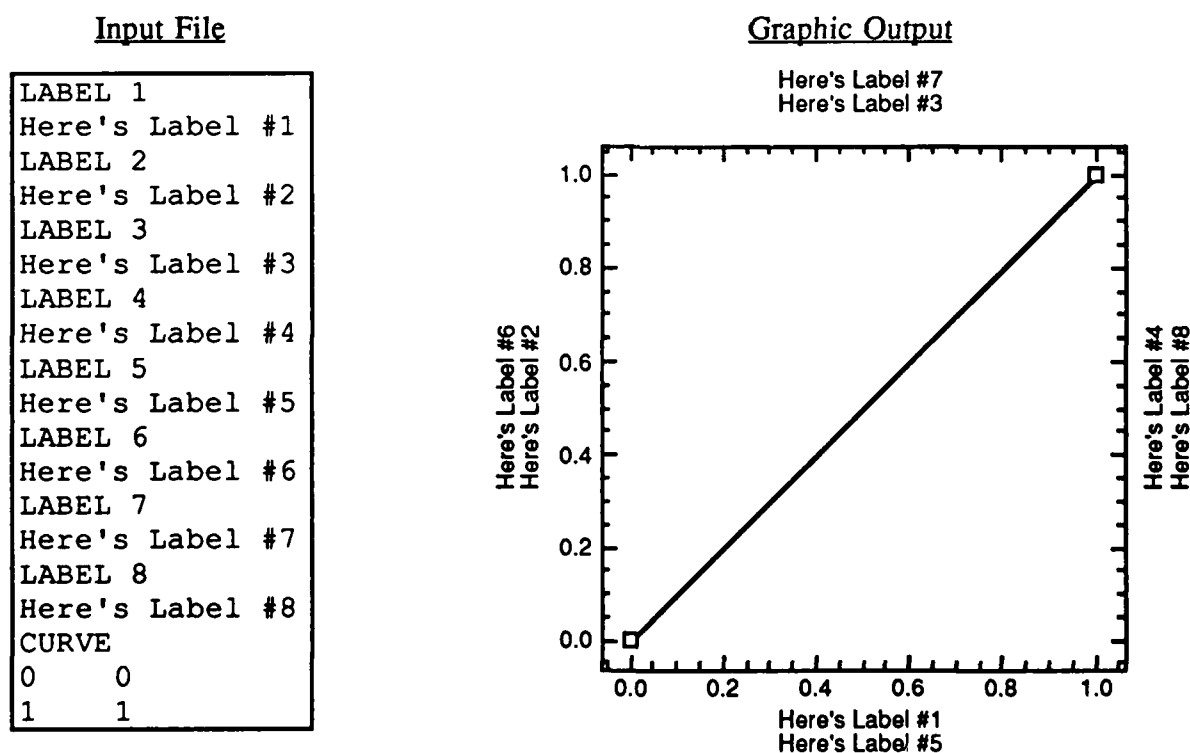 Input File
LABEL 1
Here's Label #1
LABEL 2
Here's Label #2
LABEL 3
Here's Label #3
LABEL 4
Here's Label #4
LABEL 5
Here's Label #5
LABEL 6
Here's Label #6
LABEL 7
Here's Label #7
LABEL 8
Here's Label #8
CURVE
0 0
1 1
Graphic Output
Here's Label #7
Here's Label #3
Here's Label #6
Here's Label #2
1.0
0.8
0.6
0.4
0.2
0.0
0.0 0.2 0.4 0.6 0.8 1.0
Here's Label #4
Here's Label #8
Here's Label #1
Here's Label #5